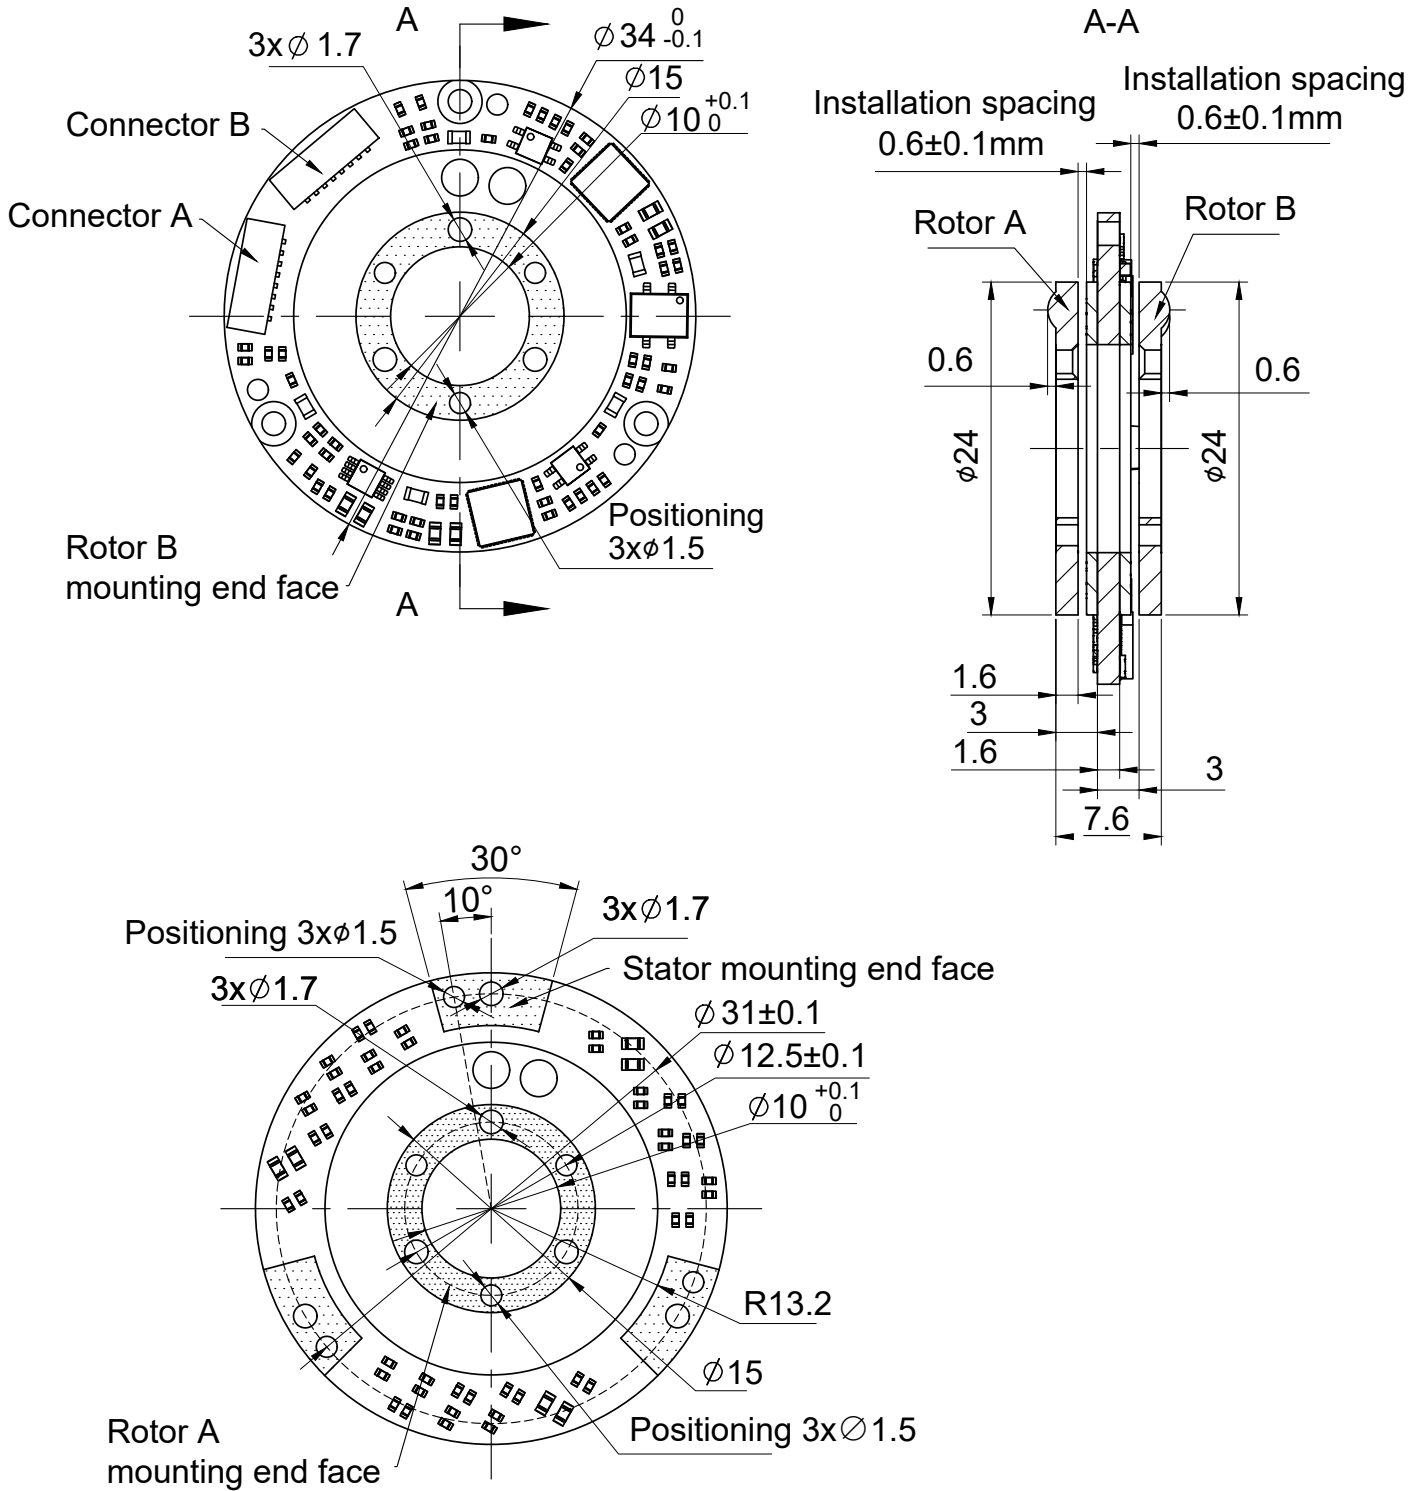 A
A-A
3x∅ 1.7
∅ 34 0 -0.1
∅15
∅ 10 +0.1 0
Connector B
Connector A
Rotor B
mounting end face
Positioning
3xϕ1.5
A
Installation spacing
0.6±0.1mm
Installation spacing
0.6±0.1mm
Rotor A
Rotor B
0.6
0.6
ϕ24
ϕ24
1.6
3
1.6
3
7.6
30°
10°
Positioning 3xϕ1.5
3x∅1.7
3x∅1.7
Stator mounting end face
∅ 31±0.1
∅ 12.5±0.1
∅10 +0.1 0
R13.2
∅15
Positioning 3x∅1.5
Rotor A
mounting end face